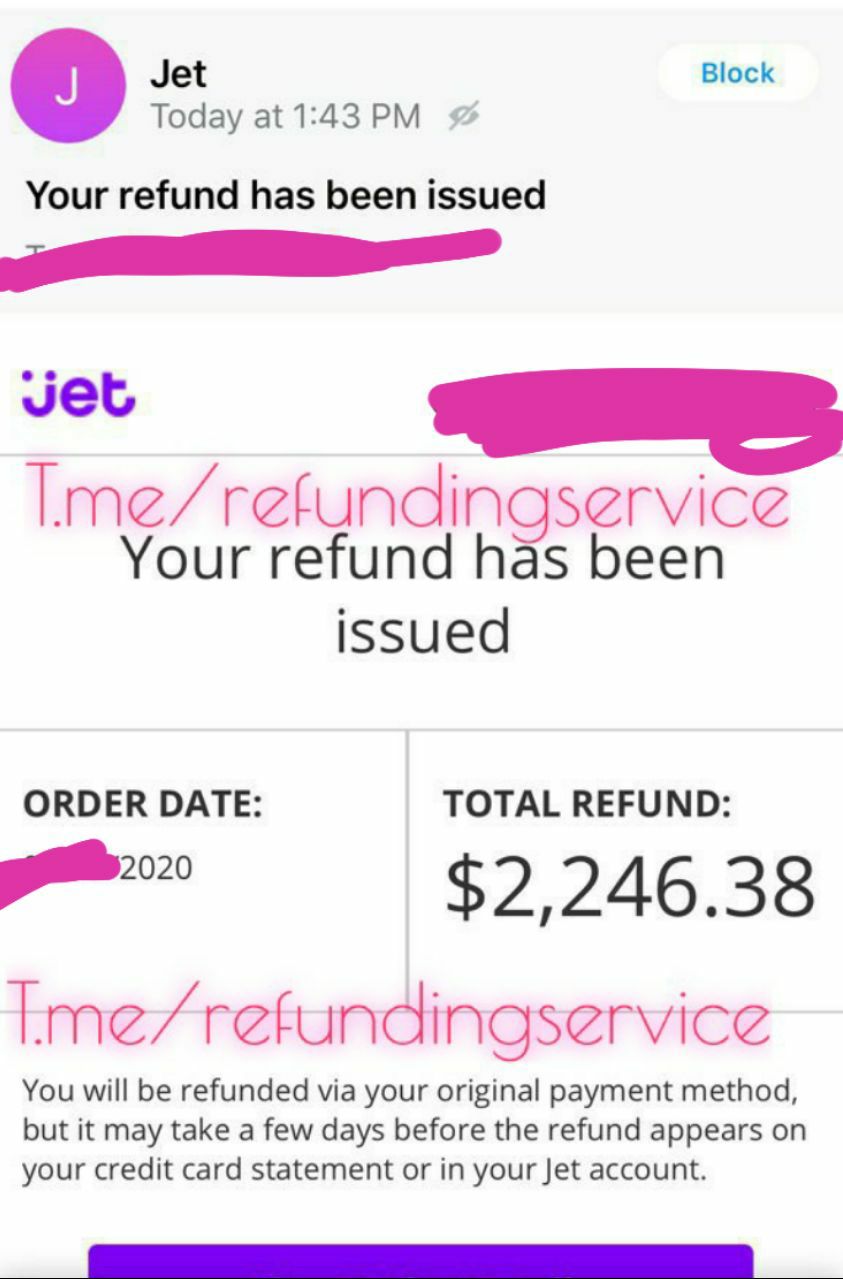 J
Jet
Block
Today at 1:43 PM
Your refund has been issued
jet
T.me/refundingservice
Your refund has been
issued
ORDER DATE:
TOTAL REFUND:
/2020
$2,246.38
T.me/refundingservice
You will be refunded via your original payment method,
but it may take a few days before the refund appears on
your credit card statement or in your Jet account.